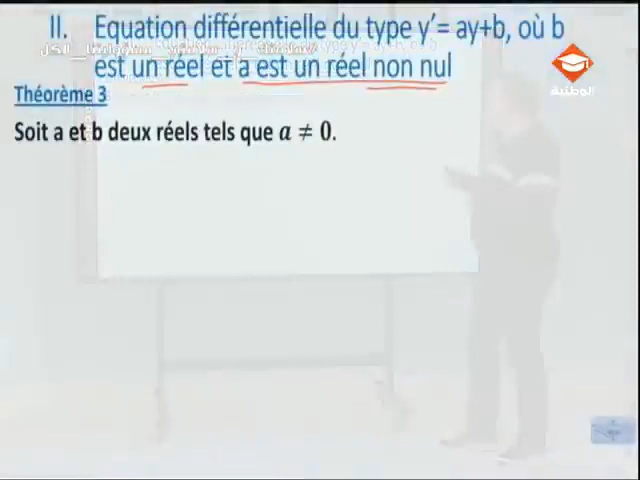 II. Equation différentielle du type y'= ay+b, où b
est un réel et a est un réel non nul
الوطنية
Théorème 3
Soit a et b deux réels tels que a ≠ 0.